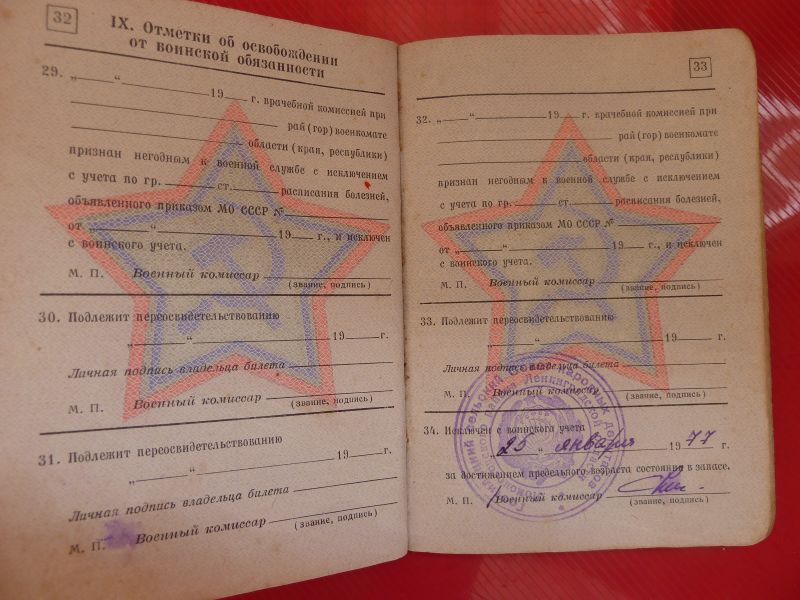 32
IX. Отметки об освобождении
от воинской обязанности
29. „ “ 19 г. врачебной комиссией при
рай (гор) военкомате
области (края, республики)
признан негодным к военной службе с исключением
с учета по гр. ст. расписания болезней,
объявленного приказом МО СССР №
от „ “ 19 г., и исключен
с воинского учета.
М. П. Военный комиссар
(звание, подпись)
30. Подлежит переосвидетельствованию
„ “ 19 г.
Личная подпись владельца билета
М. П. Военный комиссар
(звание, подпись)
31. Подлежит переосвидетельствованию
„ “ 19 г.
Личная подпись владельца билета
М. П. Военный комиссар
(звание, подпись)
33
32. „ “ 19 г. врачебной комиссией при
рай (гор) военкомате
области (края, республики)
признан негодным к военной службе с исключением
с учета по гр. ст. расписания болезней,
объявленного приказом МО СССР №
от „ “ 19 г., и исключен
с воинского учета.
М. П. Военный комиссар
(звание, подпись)
33. Подлежит переосвидетельствованию
„ “ 19 г.
Личная подпись владельца билета
М. П. Военный комиссар
(звание, подпись)
34. Исключен с воинского учета
„25“ января 1977 г.
за достижением предельного возраста состояния в запасе.
М. П. Военный комиссар
(звание, подпись)